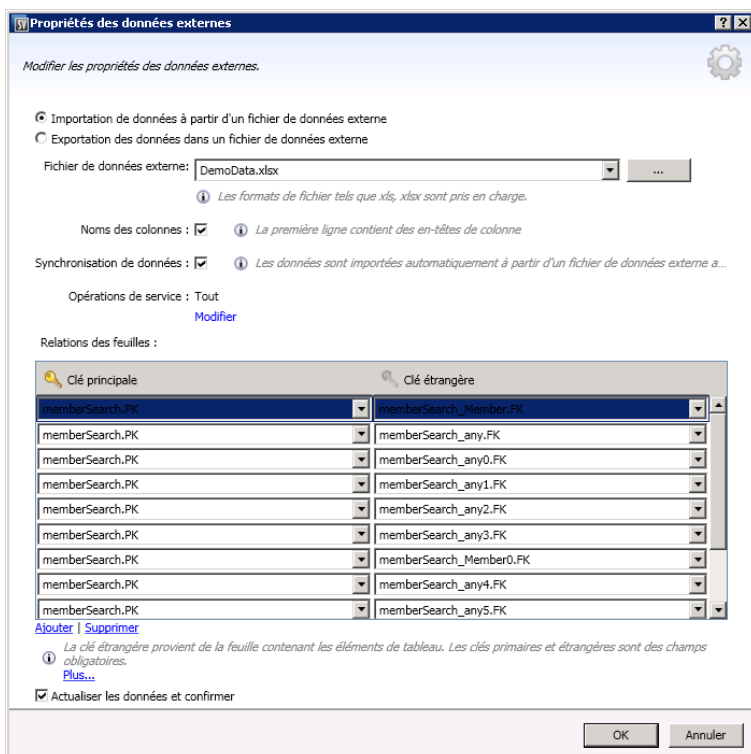 SV Propriétés des données externes
Modifier les propriétés des données externes.
Importation de données à partir d'un fichier de données externe
Exportation des données dans un fichier de données externe
Fichier de données externe: DemoData.xlsx ...
Les formats de fichier tels que xls, xlsx sont pris en charge.
Noms des colonnes : La première ligne contient des en-têtes de colonne
Synchronisation de données : Les données sont importées automatiquement à partir d'un fichier de données externe a...
Opérations de service : Tout
Modifier
Relations des feuilles :
Clé principale Clé étrangère
memberSearch.PK memberSearch_Member.FK
memberSearch.PK memberSearch_any.FK
memberSearch.PK memberSearch_any0.FK
memberSearch.PK memberSearch_any1.FK
memberSearch.PK memberSearch_any2.FK
memberSearch.PK memberSearch_any3.FK
memberSearch.PK memberSearch_Member0.FK
memberSearch.PK memberSearch_any4.FK
memberSearch.PK memberSearch_any5.FK
Ajouter | Supprimer
La clé étrangère provient de la feuille contenant les éléments de tableau. Les clés primaires et étrangères sont des champs
obligatoires.
Plus...
Actualiser les données et confirmer
OK Annuler